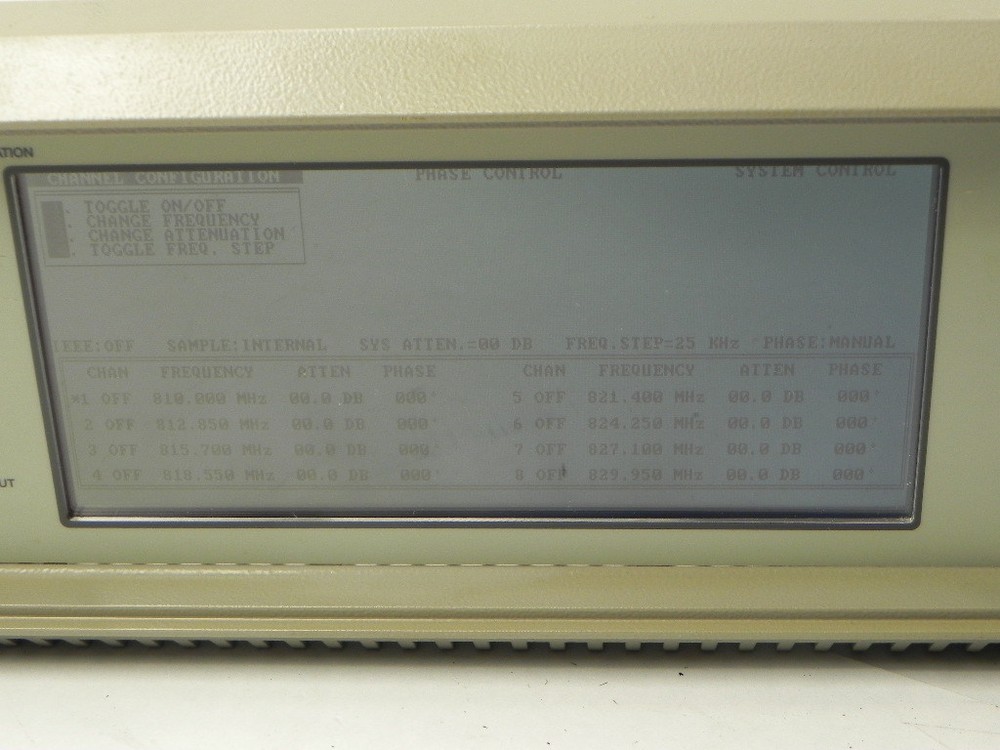 ATION
CHANNEL CONFIGURATION PHASE CONTROL SYSTEM CONTROL
. TOGGLE ON/OFF
. CHANGE FREQUENCY
. CHANGE ATTENUATION
. TOGGLE FREQ. STEP
IEEE:OFF SAMPLE:INTERNAL SYS ATTEN.=00 DB FREQ.STEP=25 KHz PHASE:MANUAL
CHAN FREQUENCY ATTEN PHASE CHAN FREQUENCY ATTEN PHASE
*1 OFF 810.000 MHz 00.0 DB 000° 5 OFF 821.400 MHz 00.0 DB 000°
2 OFF 812.850 MHz 00.0 DB 000° 6 OFF 824.250 MHz 00.0 DB 000°
3 OFF 815.700 MHz 00.0 DB 000° 7 OFF 827.100 MHz 00.0 DB 000°
4 OFF 818.550 MHz 00.0 DB 000° 8 OFF 829.950 MHz 00.0 DB 000°
UT